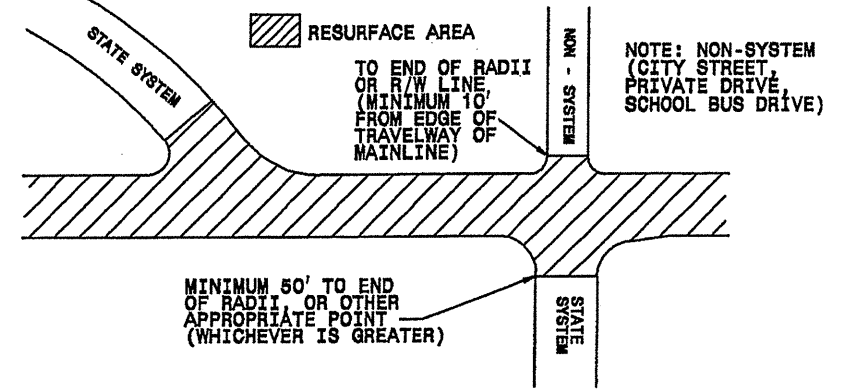 STATE SYSTEM
RESURFACE AREA
TO END OF RADII
OR R/W LINE
(MINIMUM 10'
FROM EDGE OF
TRAVELWAY OF
MAINLINE)
NON - SYSTEM
NOTE: NON-SYSTEM
(CITY STREET,
PRIVATE DRIVE,
SCHOOL BUS DRIVE)
MINIMUM 50' TO END
OF RADII, OR OTHER
APPROPRIATE POINT
(WHICHEVER IS GREATER)
STATE
SYSTEM